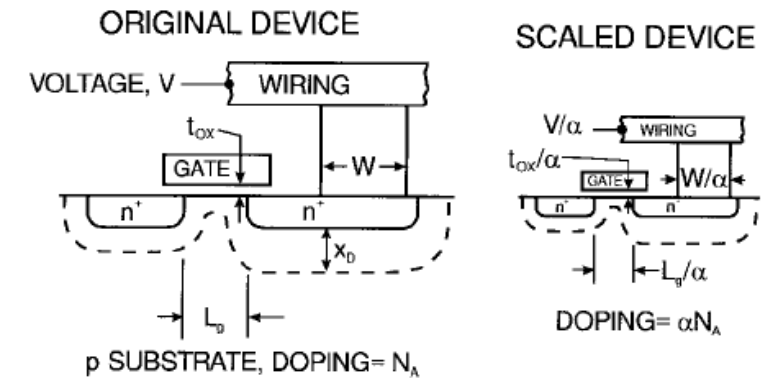 ORIGINAL DEVICE
VOLTAGE, V
WIRING
tOX
GATE
W
n+
n+
XD
Lg
p SUBSTRATE, DOPING= NA
SCALED DEVICE
V/α
WIRING
tOX/α
GATE
W/α
n+
n
Lg/α
DOPING= αNA